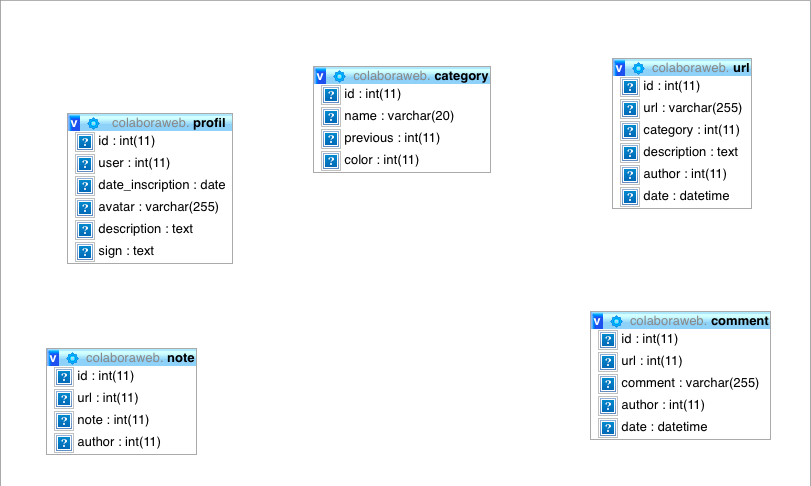 v colaboraweb. profil
? id : int(11)
? user : int(11)
? date_inscription : date
? avatar : varchar(255)
? description : text
? sign : text
v colaboraweb. category
? id : int(11)
? name : varchar(20)
? previous : int(11)
? color : int(11)
v colaboraweb. url
? id : int(11)
? url : varchar(255)
? category : int(11)
? description : text
? author : int(11)
? date : datetime
v colaboraweb. note
? id : int(11)
? url : int(11)
? note : int(11)
? author : int(11)
v colaboraweb. comment
? id : int(11)
? url : int(11)
? comment : varchar(255)
? author : int(11)
? date : datetime